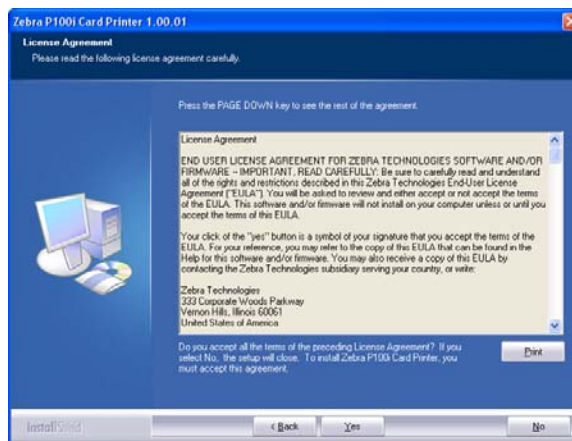 Zebra P100i Card Printer 1.00.01
License Agreement
Please read the following license agreement carefully.
Press the PAGE DOWN key to see the rest of the agreement.
License Agreement
END USER LICENSE AGREEMENT FOR ZEBRA TECHNOLOGIES SOFTWARE AND/OR
FIRMWARE – IMPORTANT, READ CAREFULLY: Be sure to carefully read and understand
all of the rights and restrictions described in this Zebra Technologies End-User License
Agreement ("EULA"). You will be asked to review and either accept or not accept the terms
of the EULA. This software and/or firmware will not install on your computer unless or until you
accept the terms of this EULA.
Your click of the "yes" button is a symbol of your signature that you accept the terms of the
EULA. For your reference, you may refer to the copy of this EULA that can be found in the
Help for this software and/or firmware. You may also receive a copy of this EULA by
contacting the Zebra Technologies subsidiary serving your country, or write:
Zebra Technologies
333 Corporate Woods Parkway
Vernon Hills, Illinois 60061
United States of America
Do you accept all the terms of the preceding License Agreement? If you
select No, the setup will close. To install Zebra P100i Card Printer, you
must accept this agreement.
Print
InstallShield
< Back
Yes
No